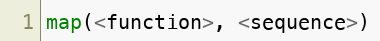 1 map(<function>, <sequence>)